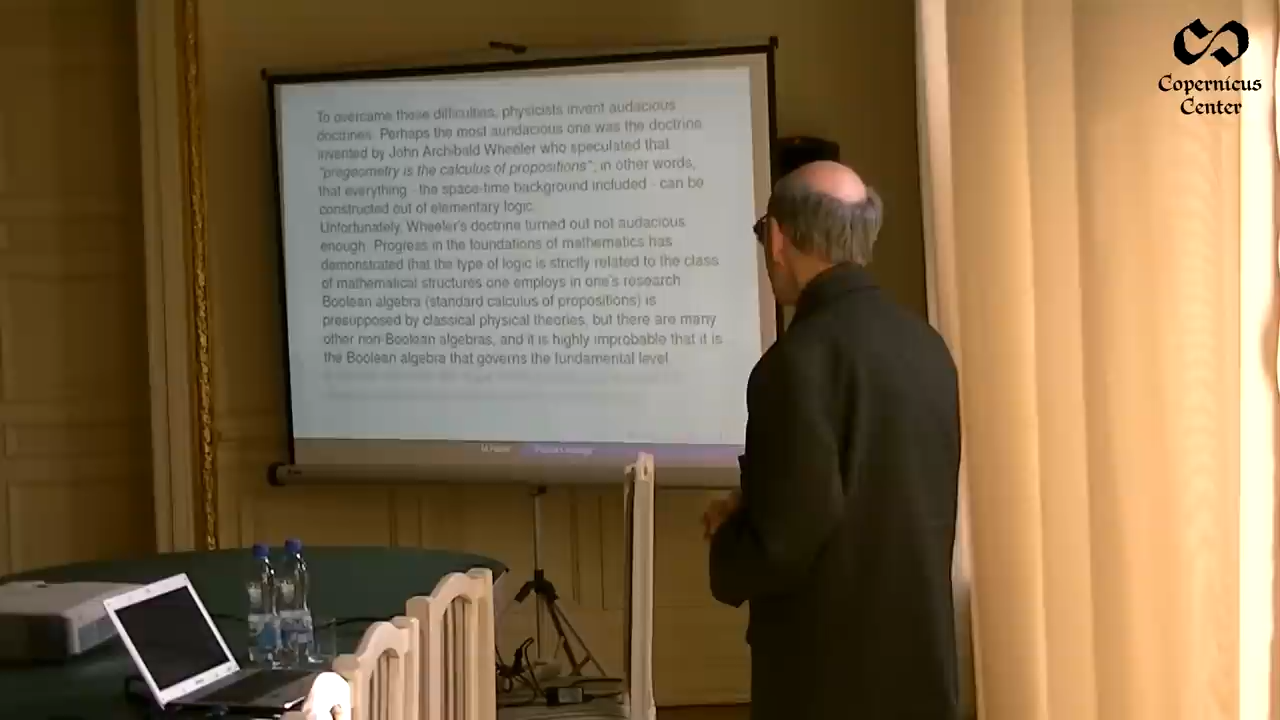 Copernicus
Center
To overcame these difficulties, physicists invent audacious
doctrines. Perhaps the most aundacious one was the doctrine
invented by John Archibald Wheeler who speculated that
"pregeometry is the calculus of propositions"; in other words,
that everything - the space-time background included - can be
constructed out of elementary logic.
Unfortunately, Wheeler's doctrine turned out not audacious
enough. Progress in the foundations of mathematics has
demonstrated that the type of logic is strictly related to the class
of mathematical structures one employs in one's research.
Boolean algebra (standard calculus of propositions) is
presupposed by classical physical theories, but there are many
other non-Boolean algebras, and it is highly improbable that it is
the Boolean algebra that governs the fundamental level.